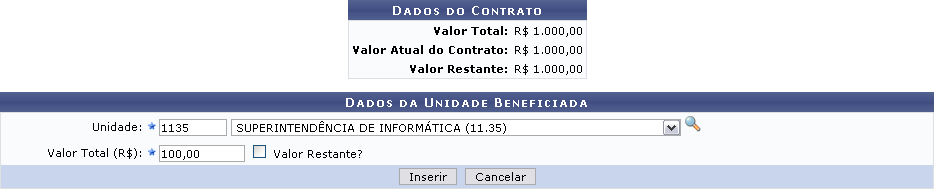 Dados do Contrato
Valor Total: R$ 1.000,00
Valor Atual do Contrato: R$ 1.000,00
Valor Restante: R$ 1.000,00
Dados da Unidade Beneficiada
Unidade: 1135 SUPERINTENDÊNCIA DE INFORMÁTICA (11.35)
Valor Total (R$): 100,00 Valor Restante?
Inserir Cancelar